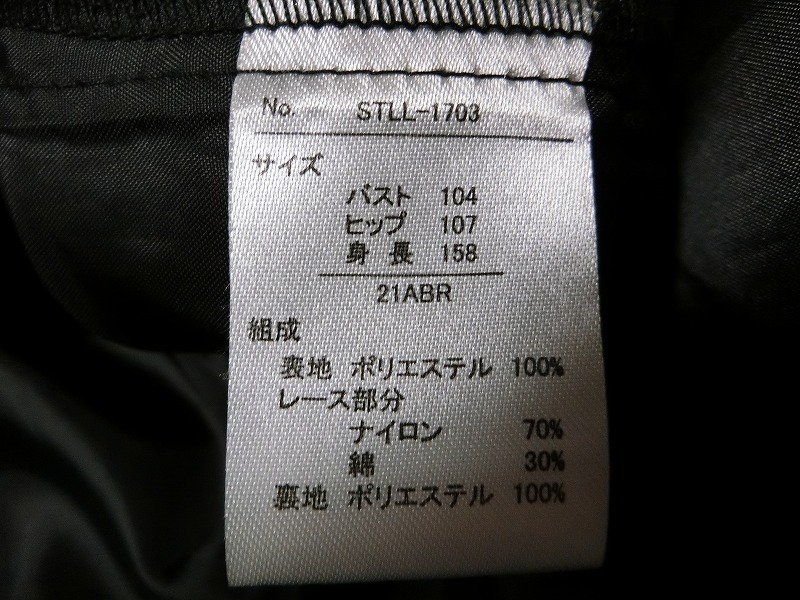 No. STLL-1703
サイズ
バスト 104
ヒップ 107
身長 158
21ABR
組成
表地 ポリエステル 100%
レース部分
ナイロン 70%
綿 30%
裏地 ポリエステル 100%